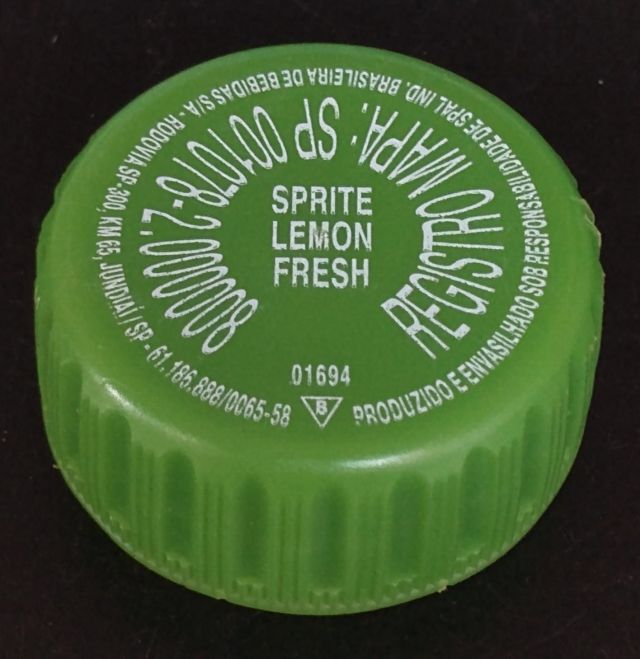 SPRITE
LEMON
FRESH
REGISTRO MAPA: SP 001078-2.000008
PRODUZIDO E ENVASILHADO SOB RESPONSABILIDADE DE SPAL IND. BRASILEIRA DE BEBIDAS S/A - RODOVIA SP-300, KM 65, JUNDIAÍ / SP - 61.186.888/0065-58
01694
B